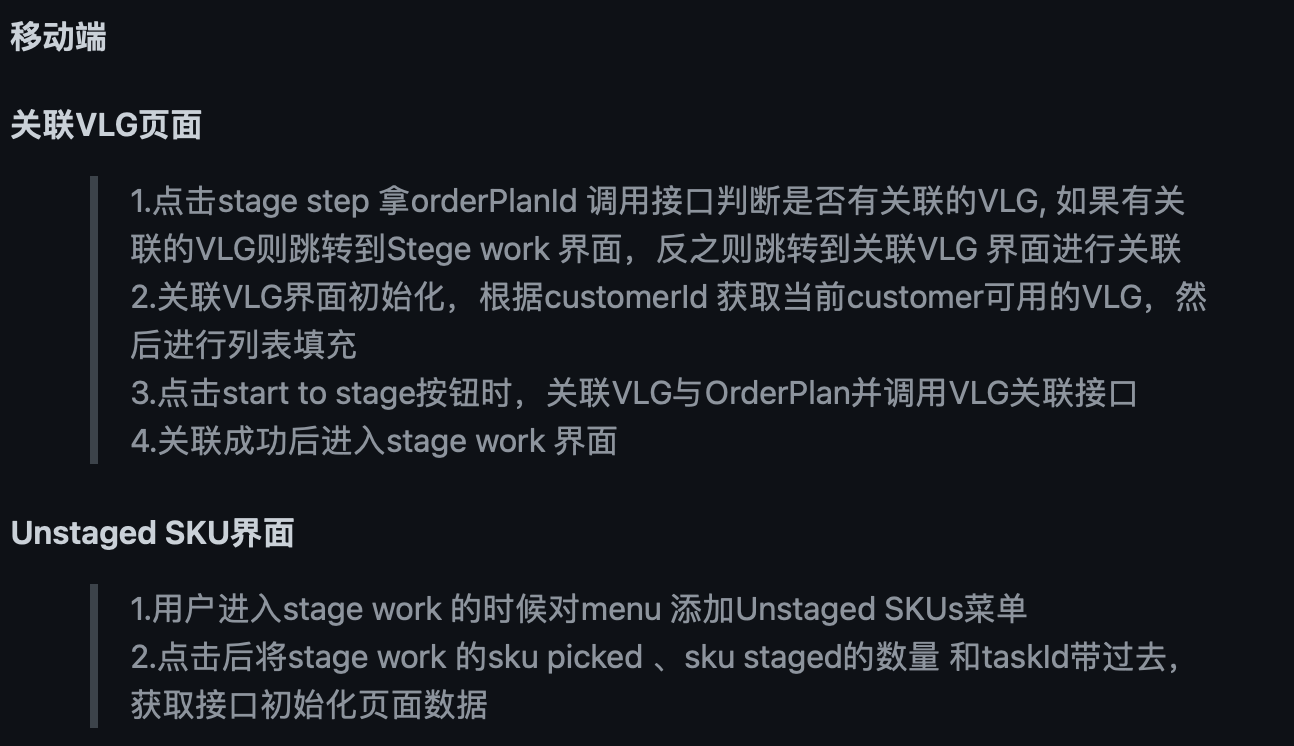 移动端
关联VLG页面
1.点击stage step 拿orderPlanId 调用接口判断是否有关联的VLG, 如果有关
联的VLG则跳转到Stege work 界面，反之则跳转到关联VLG 界面进行关联
2.关联VLG界面初始化，根据customerId 获取当前customer可用的VLG，然
后进行列表填充
3.点击start to stage按钮时，关联VLG与OrderPlan并调用VLG关联接口
4.关联成功后进入stage work 界面
Unstaged SKU界面
1.用户进入stage work 的时候对menu 添加Unstaged SKUs菜单
2.点击后将stage work 的sku picked 、sku staged的数量 和taskId带过去，
获取接口初始化页面数据